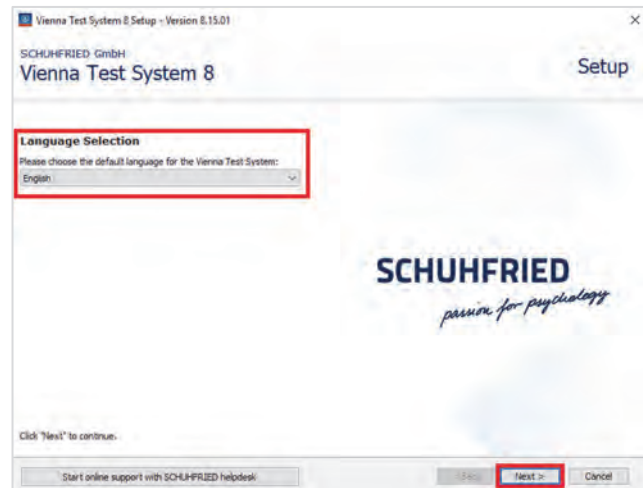 Vienna Test System 8 Setup - Version 8.15.01
SCHUHFRIED GmbH
Vienna Test System 8
Setup
Language Selection
Please choose the default language for the Vienna Test System:
English
SCHUHFRIED
passion for psychology
Click "Next" to continue.
Start online support with SCHUHFRIED helpdesk
< Back
Next >
Cancel